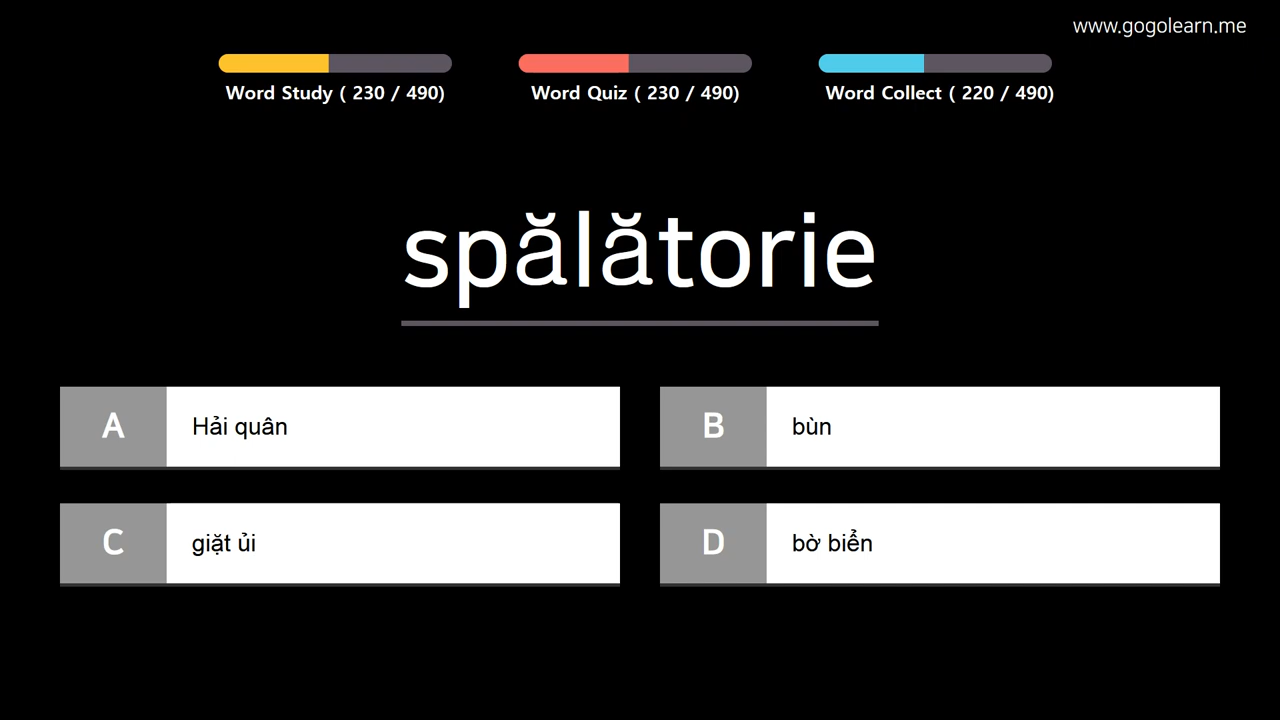 www.gogolearn.me
Word Study ( 230 / 490)
Word Quiz ( 230 / 490)
Word Collect ( 220 / 490)
spălătorie
A Hải quân
B bùn
C giặt ủi
D bờ biển